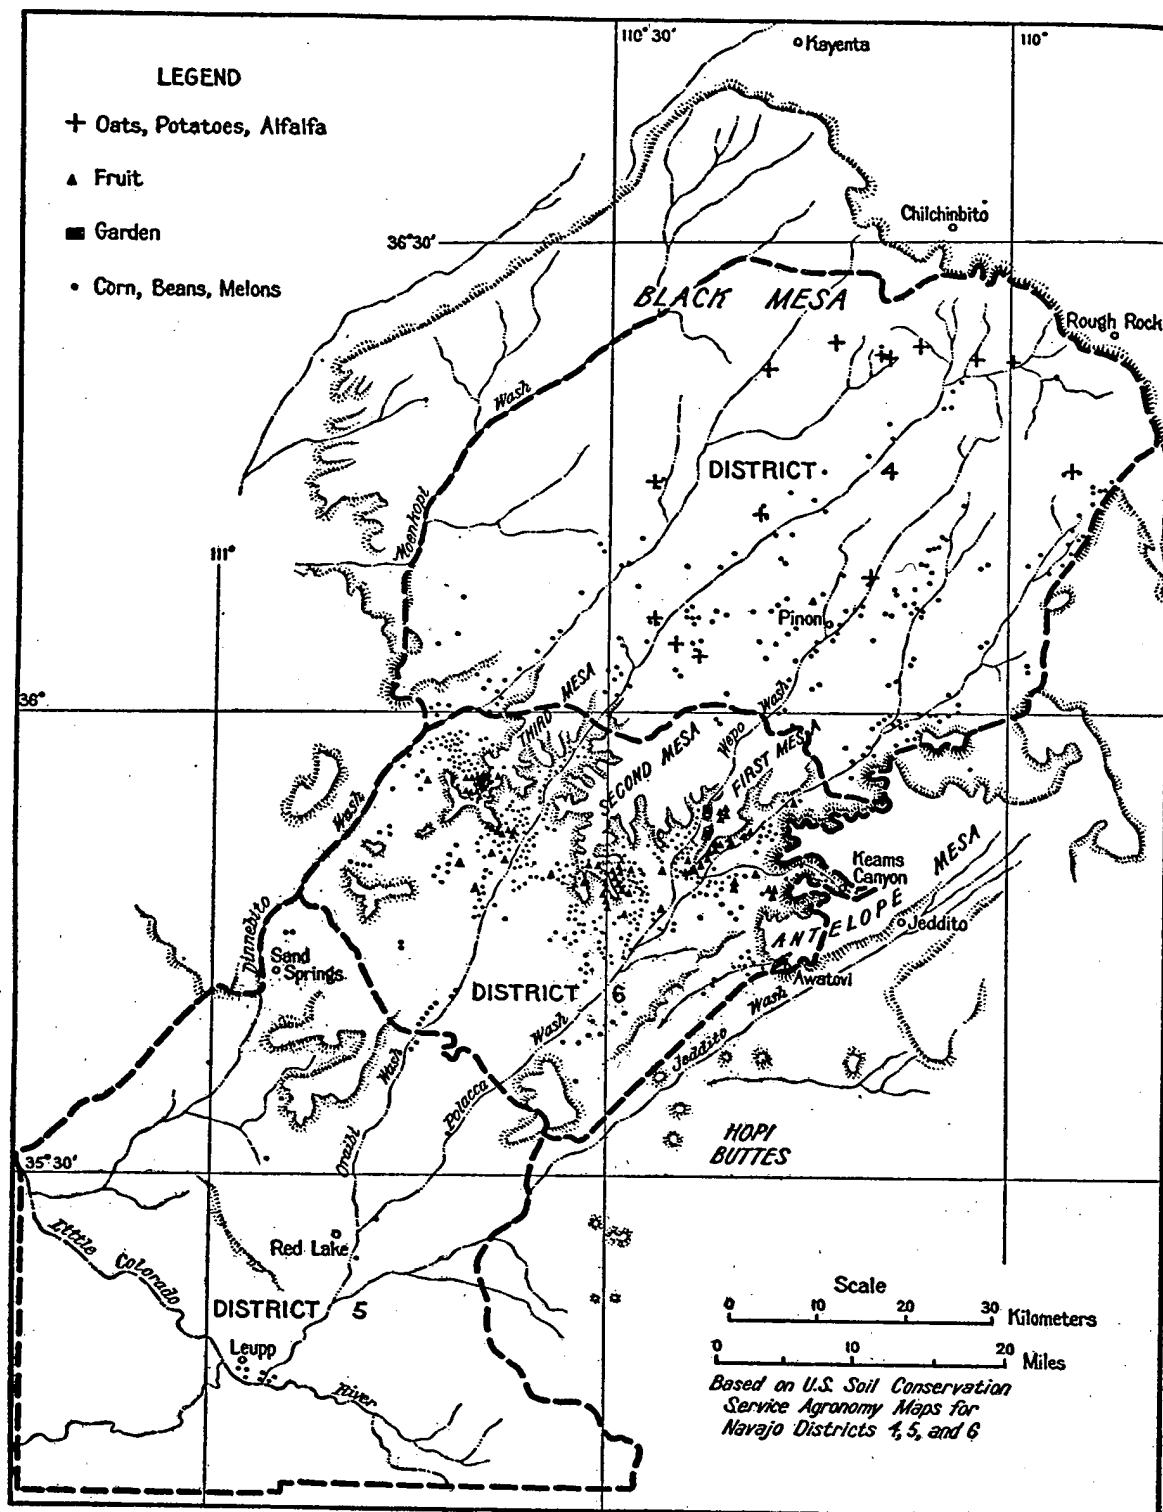 110° 30'
110°
Kayenta
LEGEND
+ Oats, Potatoes, Alfalfa
▲ Fruit
■ Garden
• Corn, Beans, Melons
Chilchinbito
36° 30'
BLACK MESA
Rough Rock
Wash
DISTRICT 4
Moenkopi
111°
Pinon
36°
THIRD MESA
SECOND MESA
Wepo Wash
FIRST MESA
Wash
Keams
Canyon
ANTELOPE MESA
Jeddito
Dinnebito
Sand
Springs
Awatovi
DISTRICT 6
Wash
Jeddito Wash
Wash
Polacca
Oraibi
HOPI
BUTTES
35° 30'
Little Colorado
Red Lake
DISTRICT 5
Leupp
River
Scale
0 10 20 30
Kilometers
0 10 20
Miles
Based on U.S. Soil Conservation
Service Agronomy Maps for
Navajo Districts 4, 5, and 6